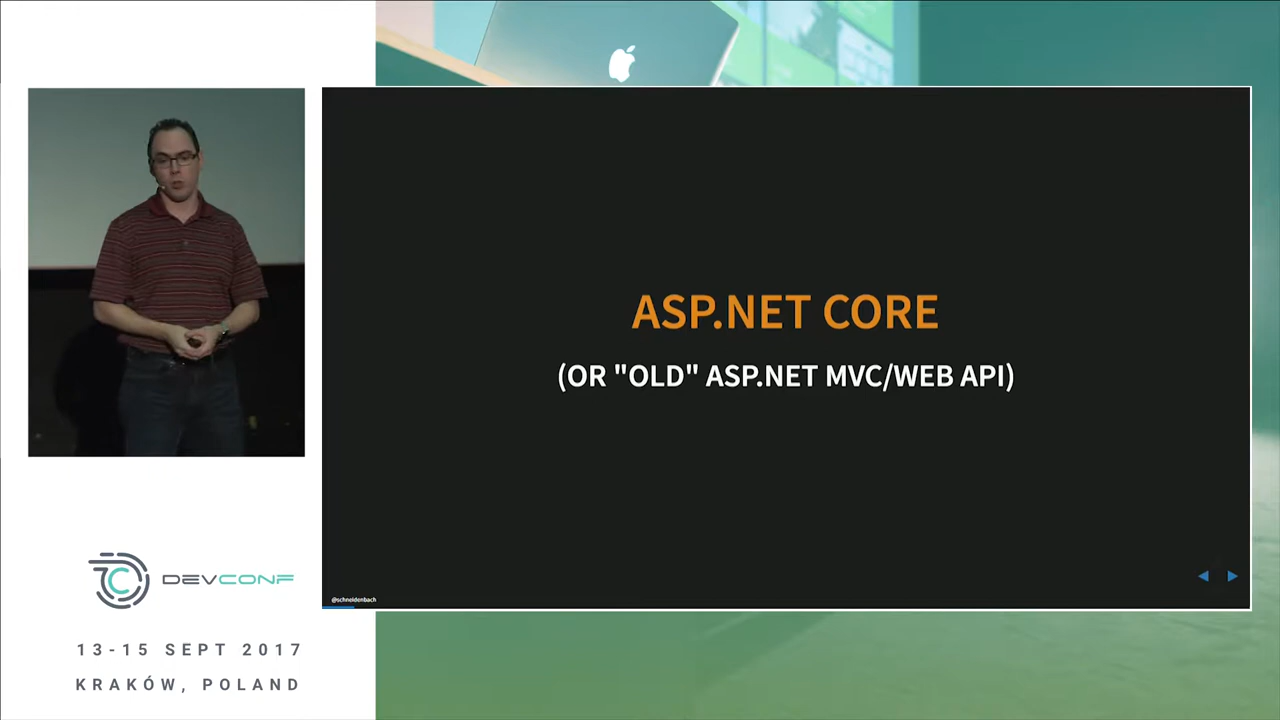 ASP.NET CORE
(OR "OLD" ASP.NET MVC/WEB API)
@schneidenbach
DEVCONF
13-15 SEPT 2017
KRAKÓW, POLAND